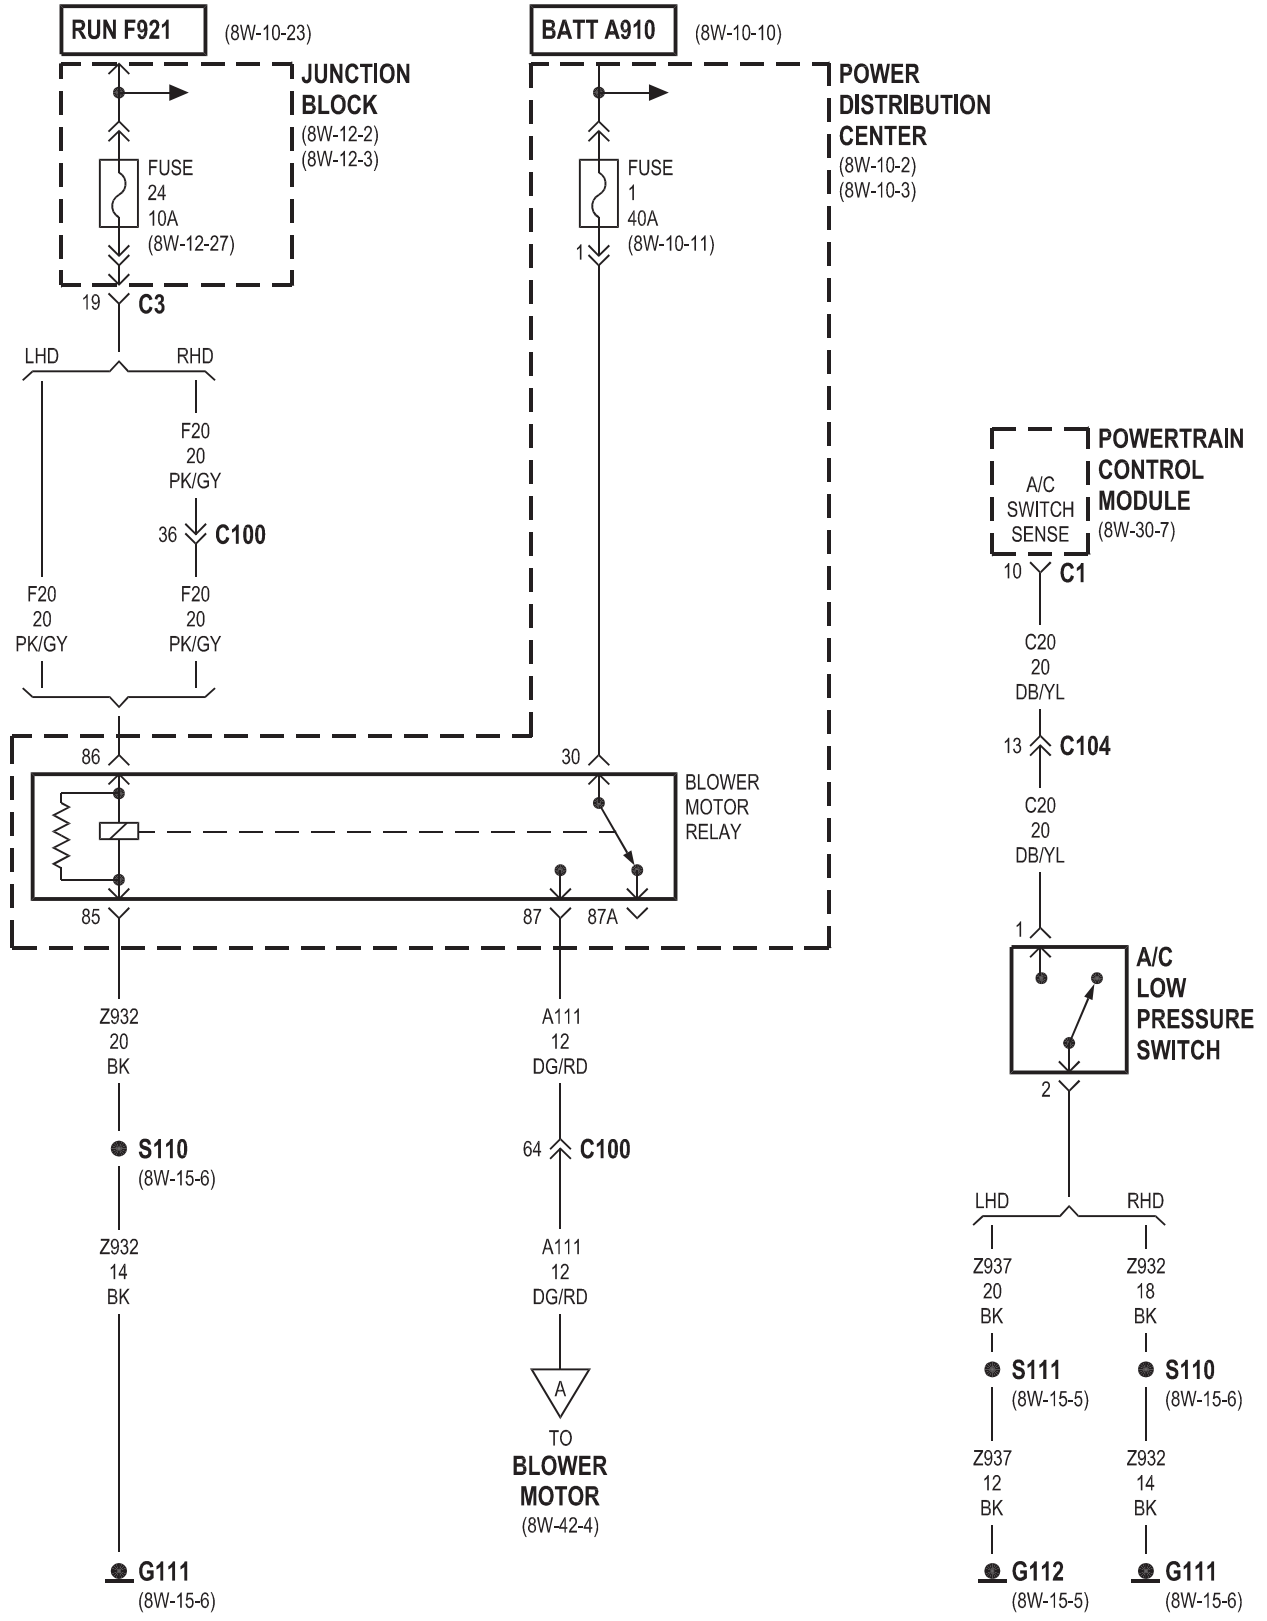 RUN F921
(8W-10-23)
BATT A910
(8W-10-10)
JUNCTION
BLOCK
(8W-12-2)
(8W-12-3)
POWER
DISTRIBUTION
CENTER
(8W-10-2)
(8W-10-3)
FUSE
24
10A
(8W-12-27)
FUSE
1
40A
(8W-10-11)
1
19
C3
LHD
RHD
F20
20
PK/GY
36
C100
F20
20
PK/GY
F20
20
PK/GY
POWERTRAIN
CONTROL
MODULE
(8W-30-7)
A/C
SWITCH
SENSE
10
C1
C20
20
DB/YL
13
C104
C20
20
DB/YL
86
30
BLOWER
MOTOR
RELAY
85
87
87A
1
A/C
LOW
PRESSURE
SWITCH
2
Z932
20
BK
A111
12
DG/RD
S110
(8W-15-6)
64
C100
Z932
14
BK
A111
12
DG/RD
A
TO
BLOWER
MOTOR
(8W-42-4)
G111
(8W-15-6)
LHD
RHD
Z937
20
BK
Z932
18
BK
S111
(8W-15-5)
S110
(8W-15-6)
Z937
12
BK
Z932
14
BK
G112
(8W-15-5)
G111
(8W-15-6)